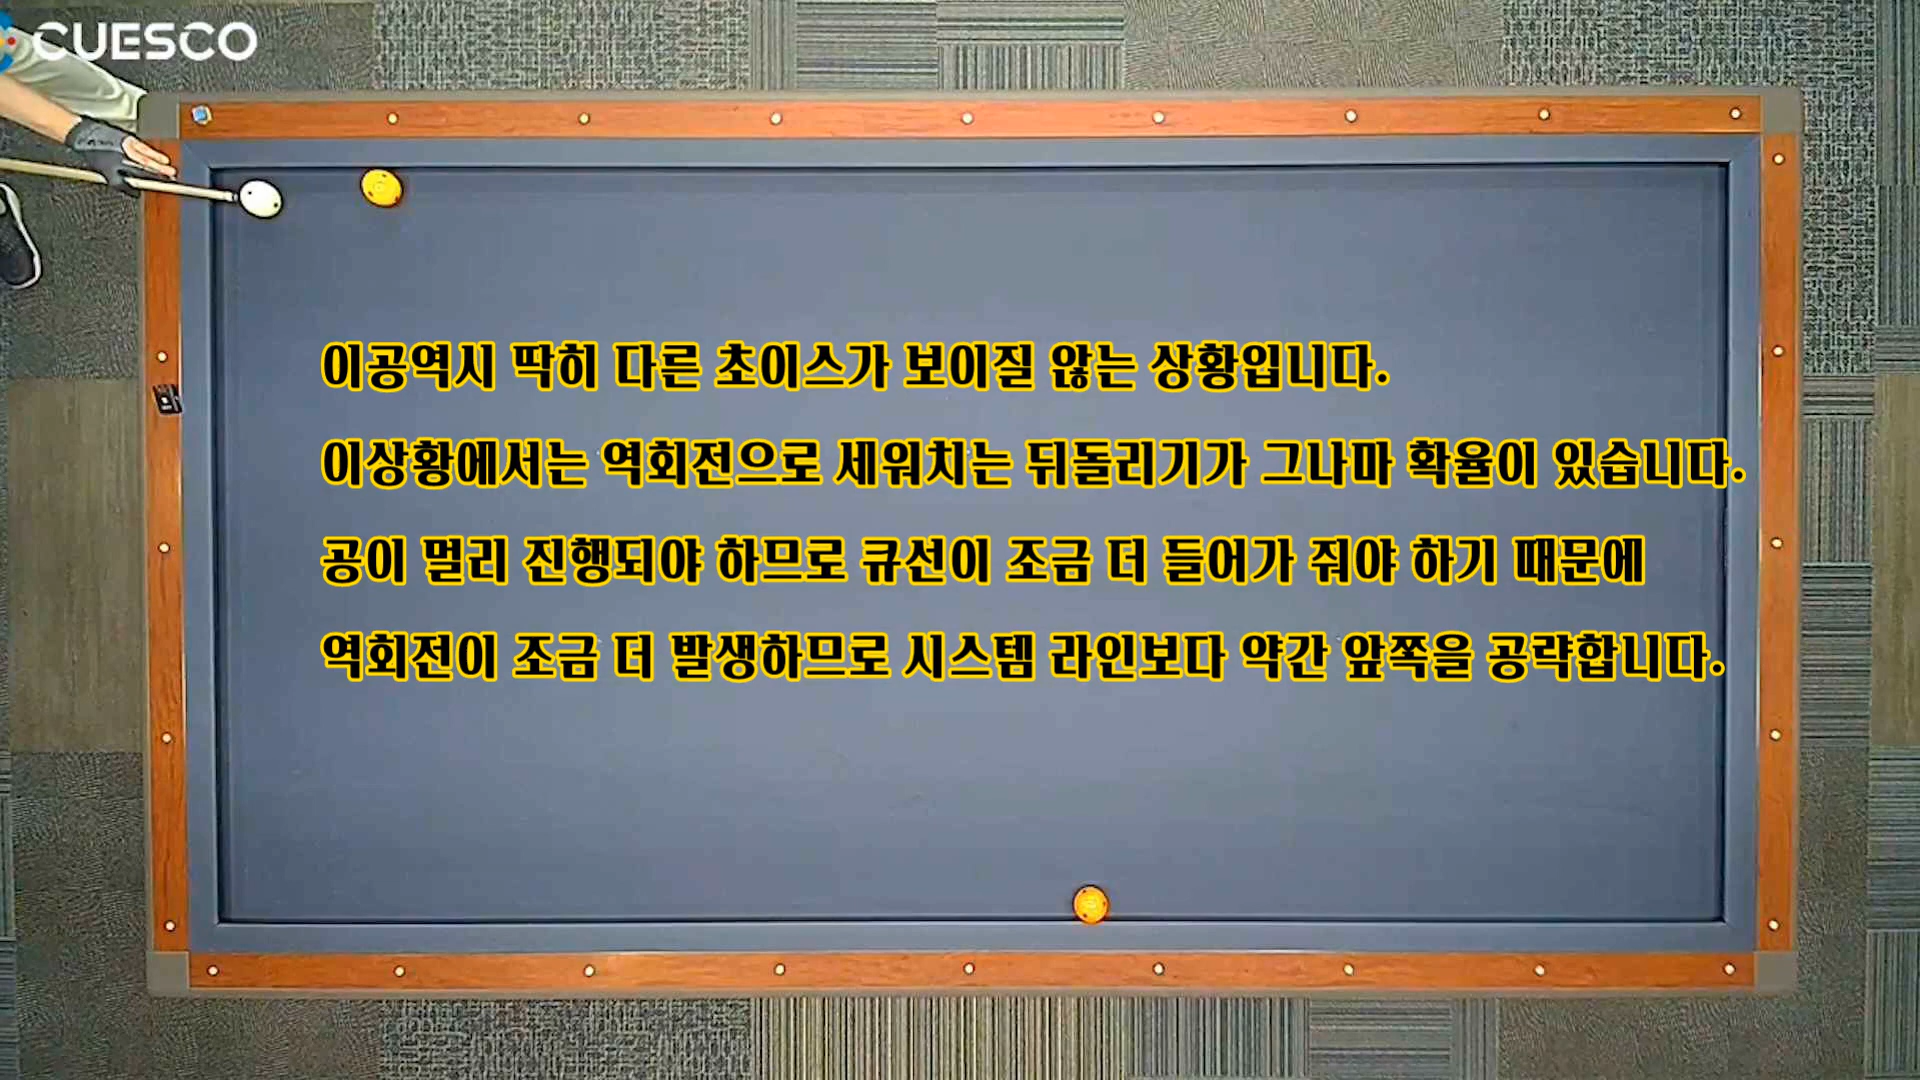 CUESCO
이공역시 딱히 다른 초이스가 보이질 않는 상황입니다.
이상황에서는 역회전으로 세워치는 뒤돌리기가 그나마 확율이 있습니다.
공이 멀리 진행되야 하므로 큐선이 조금 더 들어가 줘야 하기 때문에
역회전이 조금 더 발생하므로 시스템 라인보다 약간 앞쪽을 공략합니다.